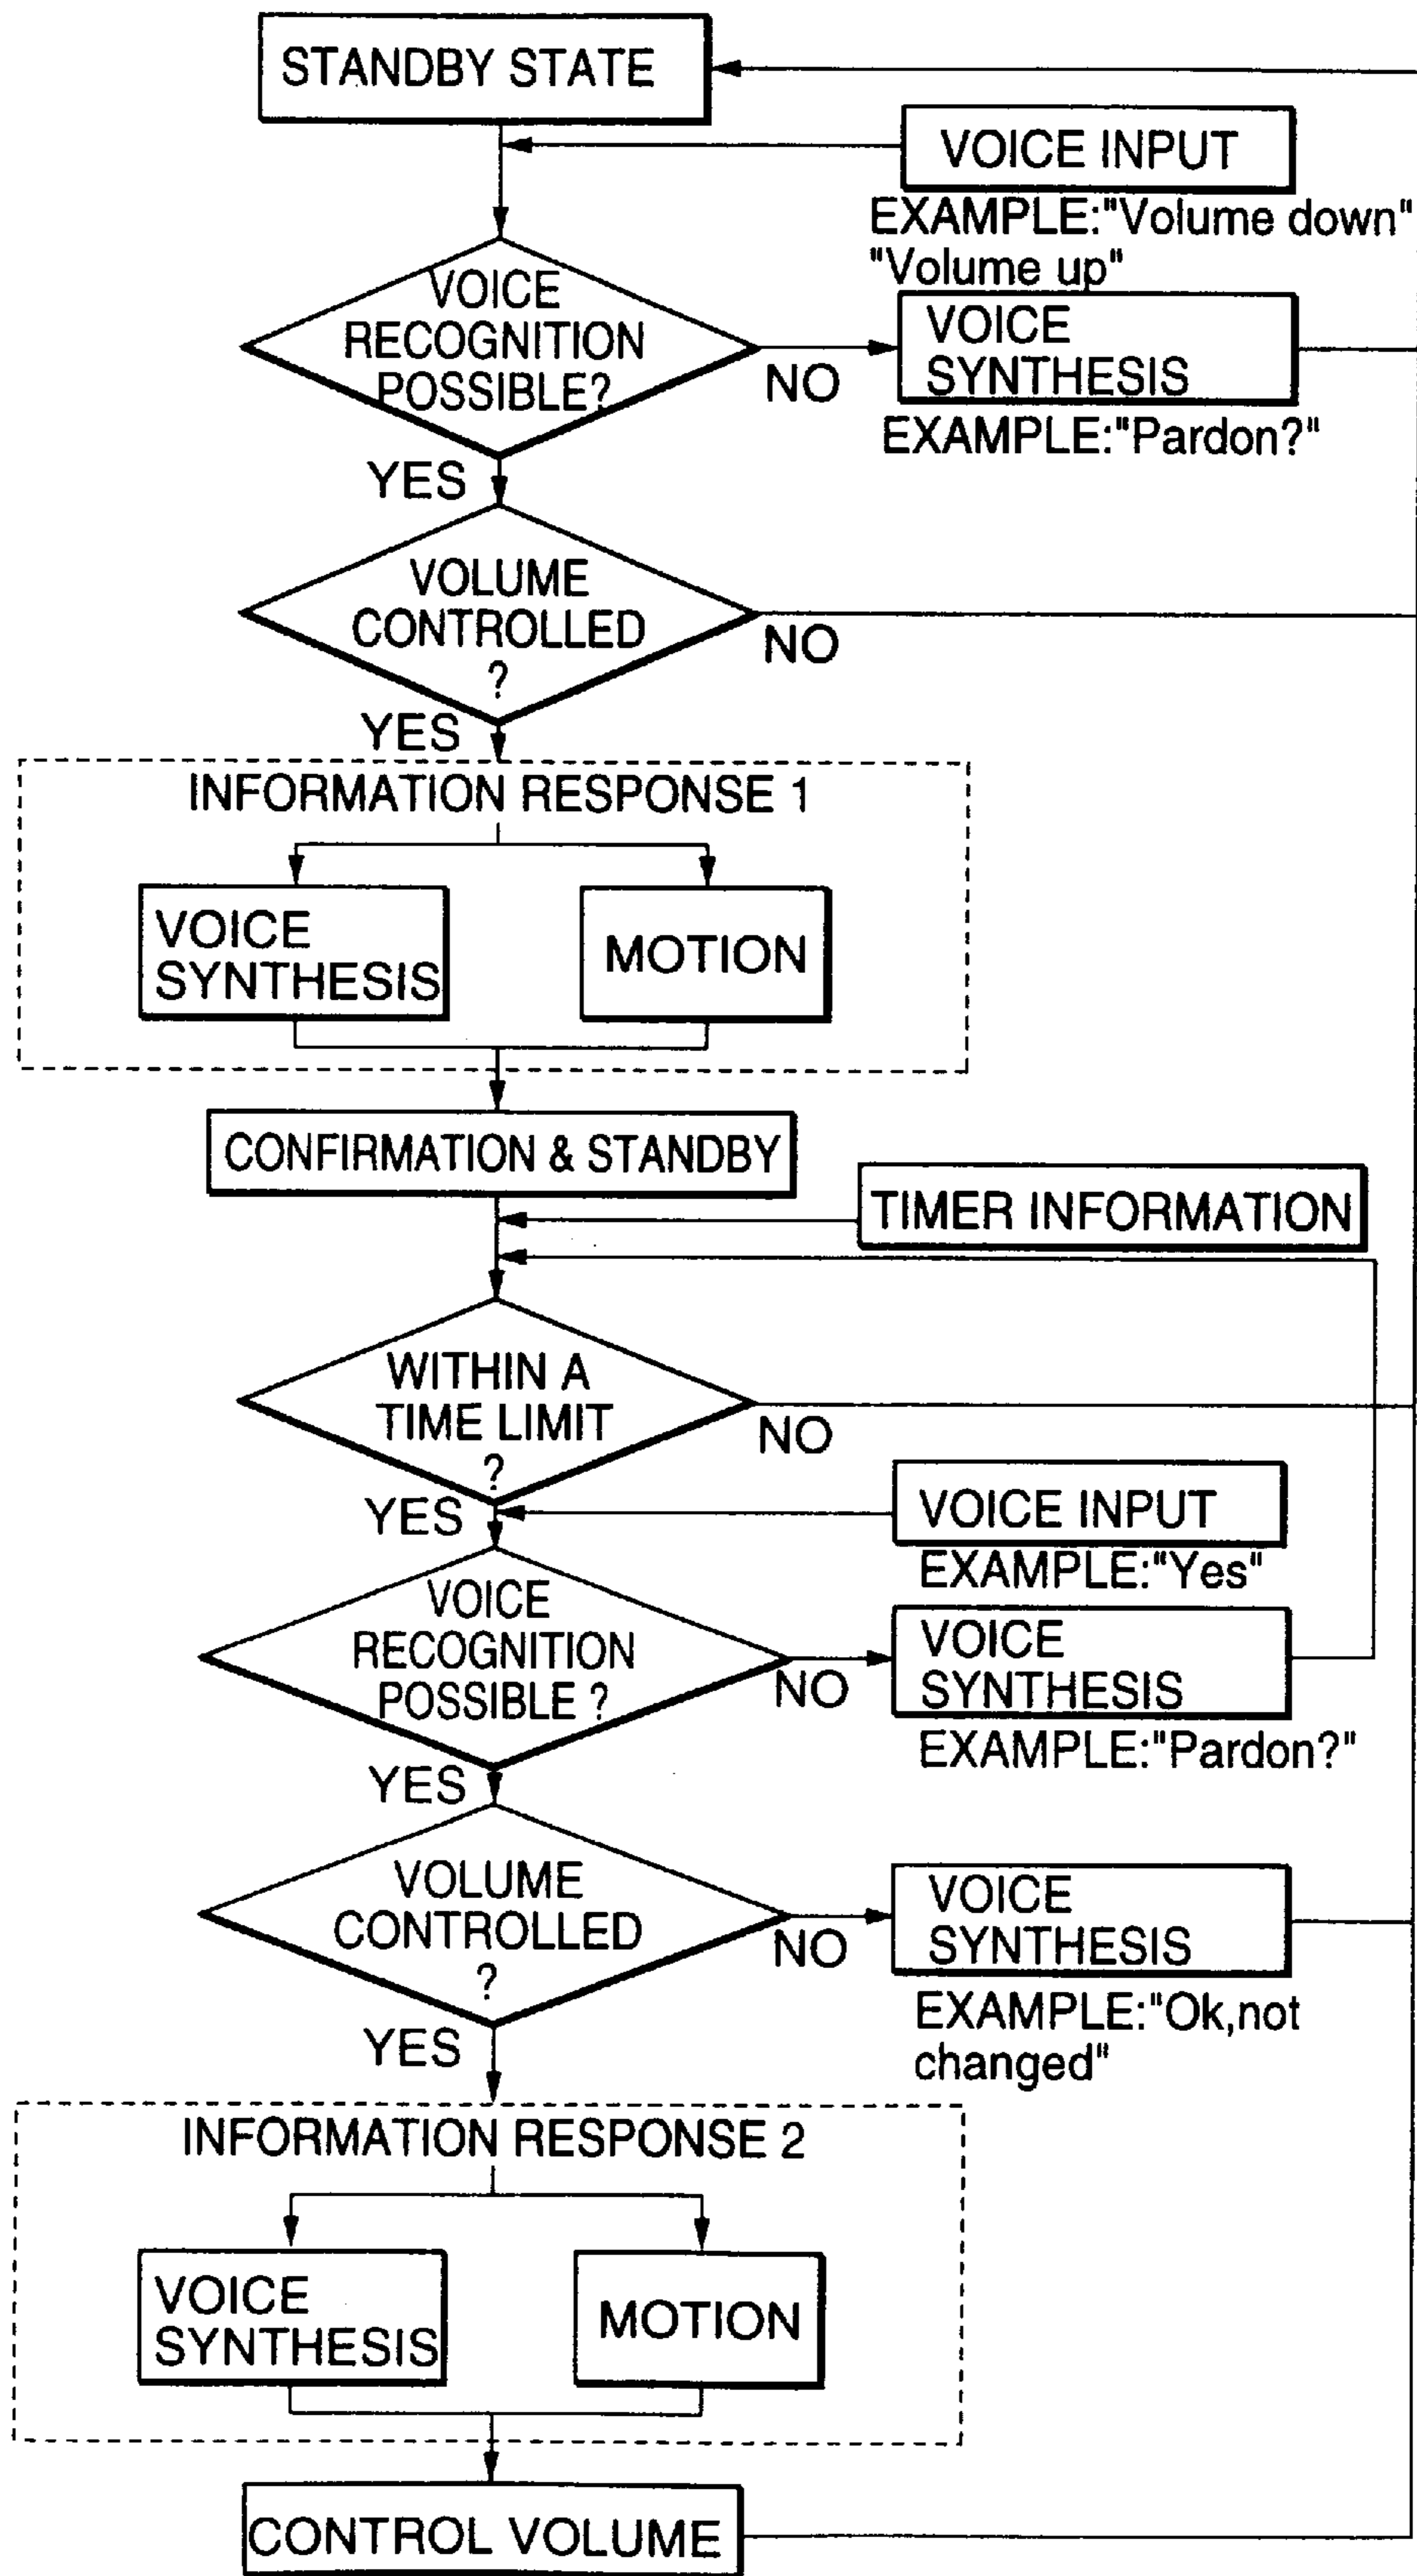 STANDBY STATE
VOICE INPUT
EXAMPLE:"Volume down"
"Volume up"
VOICE
RECOGNITION
POSSIBLE?
NO
VOICE
SYNTHESIS
EXAMPLE:"Pardon?"
YES
VOLUME
CONTROLLED
?
NO
YES
INFORMATION RESPONSE 1
VOICE
SYNTHESIS
MOTION
CONFIRMATION & STANDBY
TIMER INFORMATION
WITHIN A
TIME LIMIT
?
NO
YES
VOICE INPUT
EXAMPLE:"Yes"
VOICE
RECOGNITION
POSSIBLE ?
NO
VOICE
SYNTHESIS
EXAMPLE:"Pardon?"
YES
VOLUME
CONTROLLED
?
NO
VOICE
SYNTHESIS
EXAMPLE:"Ok,not
changed"
YES
INFORMATION RESPONSE 2
VOICE
SYNTHESIS
MOTION
CONTROL VOLUME